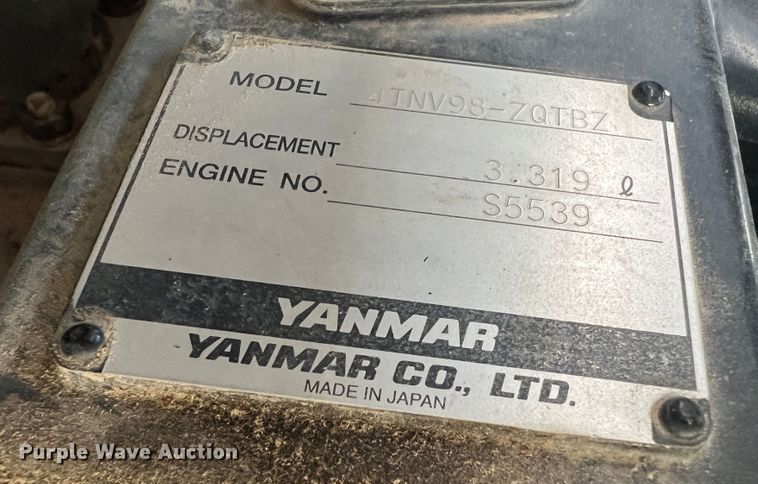 MODEL 4TNV98-ZQTBZ
DISPLACEMENT 3.319 ℓ
ENGINE NO. S5539
YANMAR
YANMAR CO., LTD.
MADE IN JAPAN
Purple Wave Auction